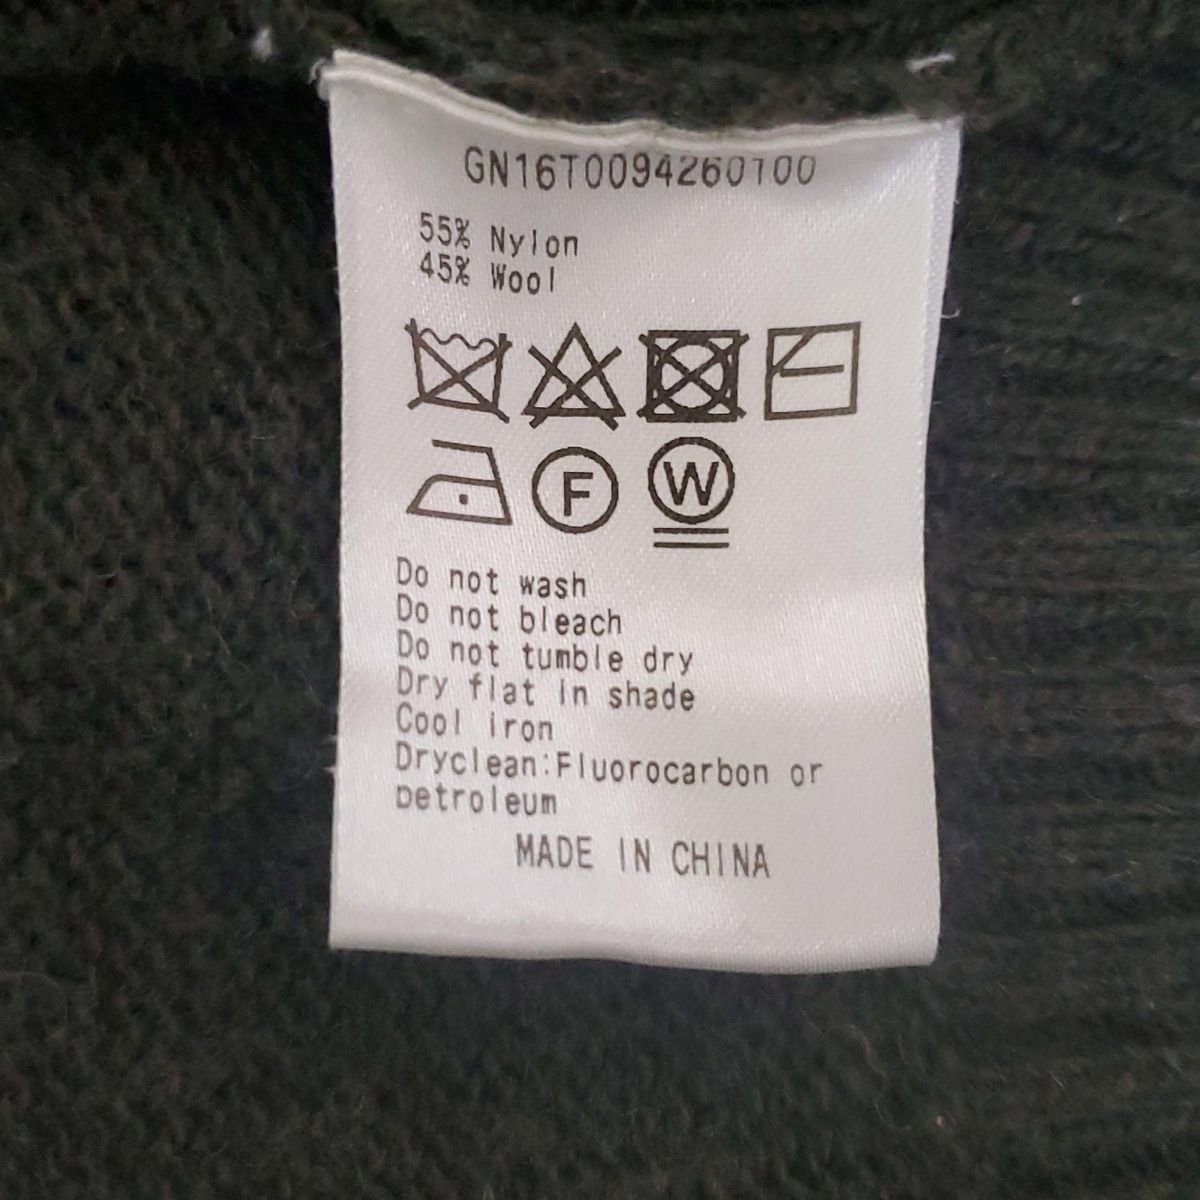 GN16T0094260100
55% Nylon
45% Wool
F W
Do not wash
Do not bleach
Do not tumble dry
Dry flat in shade
Cool iron
Dryclean:Fluorocarbon or
petroleum
MADE IN CHINA